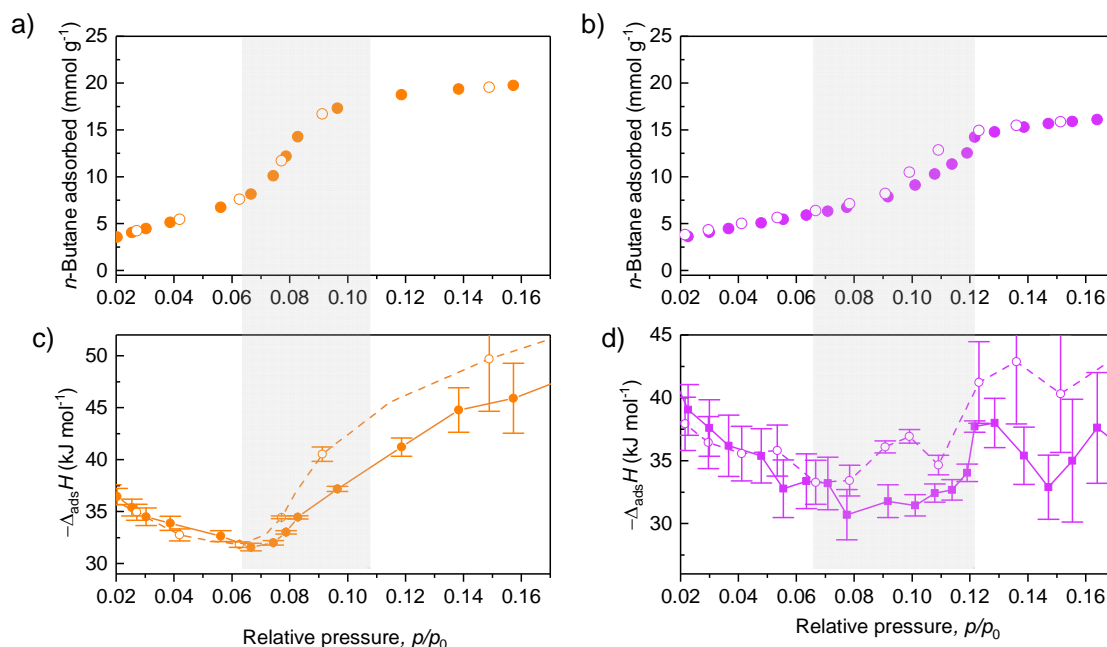 a)
n-Butane adsorbed (mmol g⁻¹)
25
20
15
10
5
0
0.02 0.04 0.06 0.08 0.10 0.12 0.14 0.16
b)
n-Butane adsorbed (mmol g⁻¹)
25
20
15
10
5
0
0.02 0.04 0.06 0.08 0.10 0.12 0.14 0.16
c)
−Δ_adsH (kJ mol⁻¹)
50
45
40
35
30
0.02 0.04 0.06 0.08 0.10 0.12 0.14 0.16
Relative pressure, p/p₀
d)
−Δ_adsH (kJ mol⁻¹)
45
40
35
30
0.02 0.04 0.06 0.08 0.10 0.12 0.14 0.16
Relative pressure, p/p₀